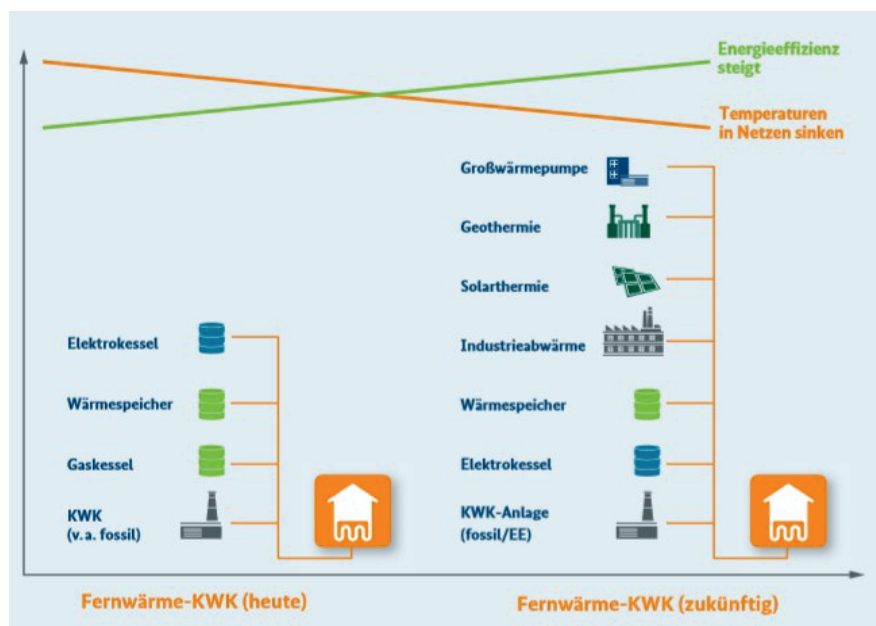 Energieeffizienz
steigt
Temperaturen
in Netzen sinken
Elektrokessel
Wärmespeicher
Gaskessel
KWK
(v. a. fossil)
Fernwärme-KWK (heute)
Großwärmepumpe
Geothermie
Solarthermie
Industrieabwärme
Wärmespeicher
Elektrokessel
KWK-Anlage
(fossil/EE)
Fernwärme-KWK (zukünftig)